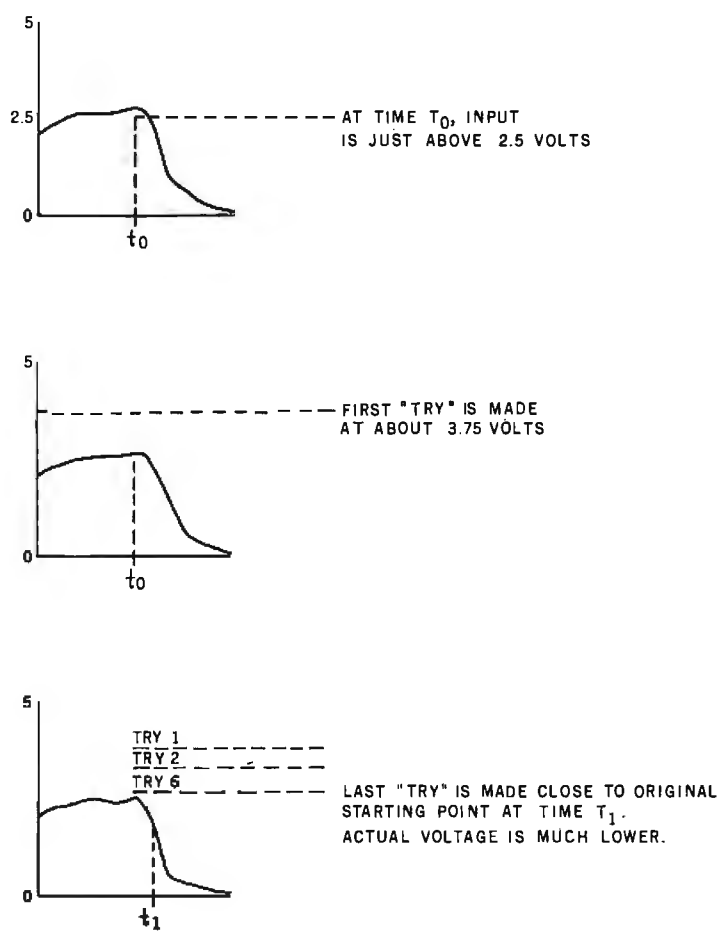 5
2.5
AT TIME T0, INPUT
IS JUST ABOVE 2.5 VOLTS
0
t0
5
FIRST "TRY" IS MADE
AT ABOUT 3.75 VOLTS
0
t0
5
TRY 1
TRY 2
TRY 6
LAST "TRY" IS MADE CLOSE TO ORIGINAL
STARTING POINT AT TIME T1.
ACTUAL VOLTAGE IS MUCH LOWER.
0
t1